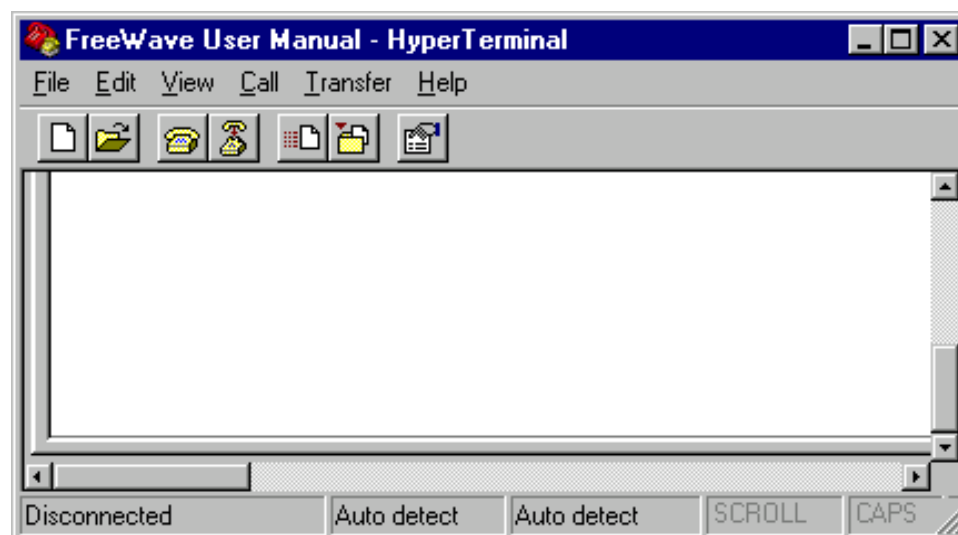 FreeWave User Manual - HyperTerminal
File Edit View Call Transfer Help
Disconnected Auto detect Auto detect SCROLL CAPS